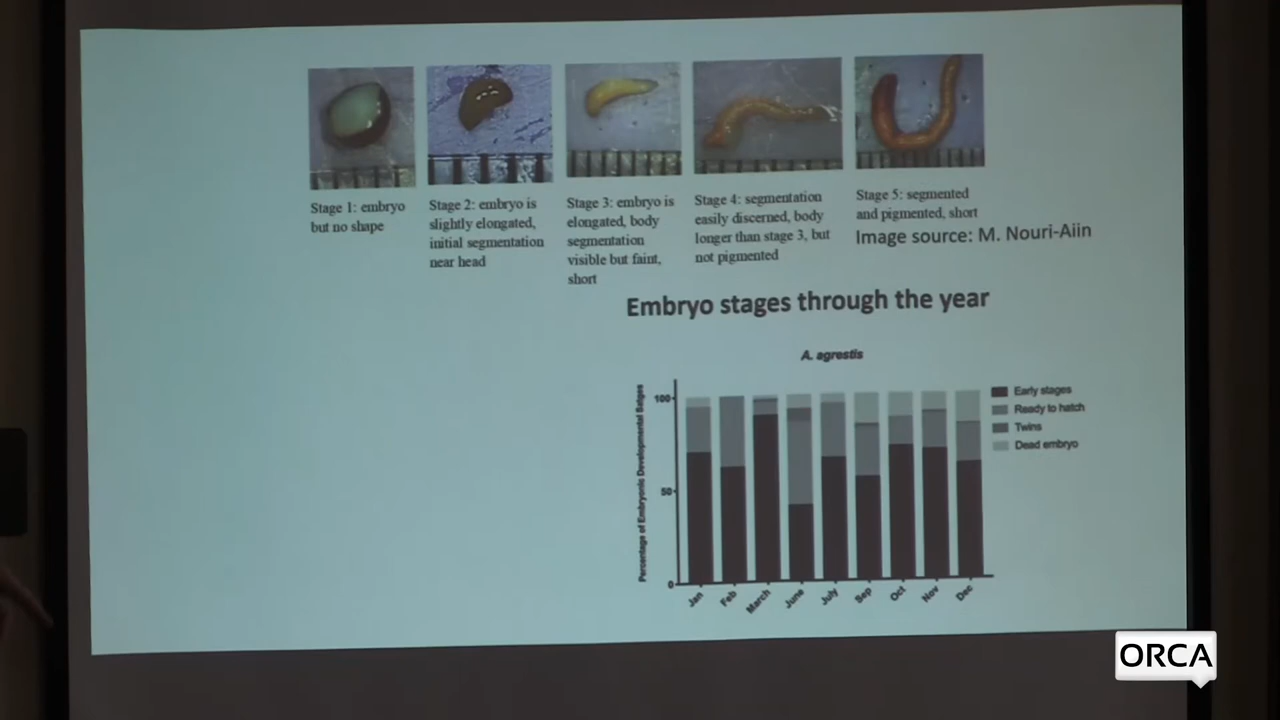 Stage 1: embryo
but no shape
Stage 2: embryo is
slightly elongated,
initial segmentation
near head
Stage 3: embryo is
elongated, body
segmentation
visible but faint,
short
Stage 4: segmentation
easily discerned, body
longer than stage 3, but
not pigmented
Stage 5: segmented
and pigmented, short
Image source: M. Nouri-Aiin
Embryo stages through the year
A. agrestis
Percentage of Embryonic Developmental Satges
100
50
0
Jan
Feb
March
June
July
Sep
Oct
Nov
Dec
Early stages
Ready to hatch
Twins
Dead embryo
ORCA